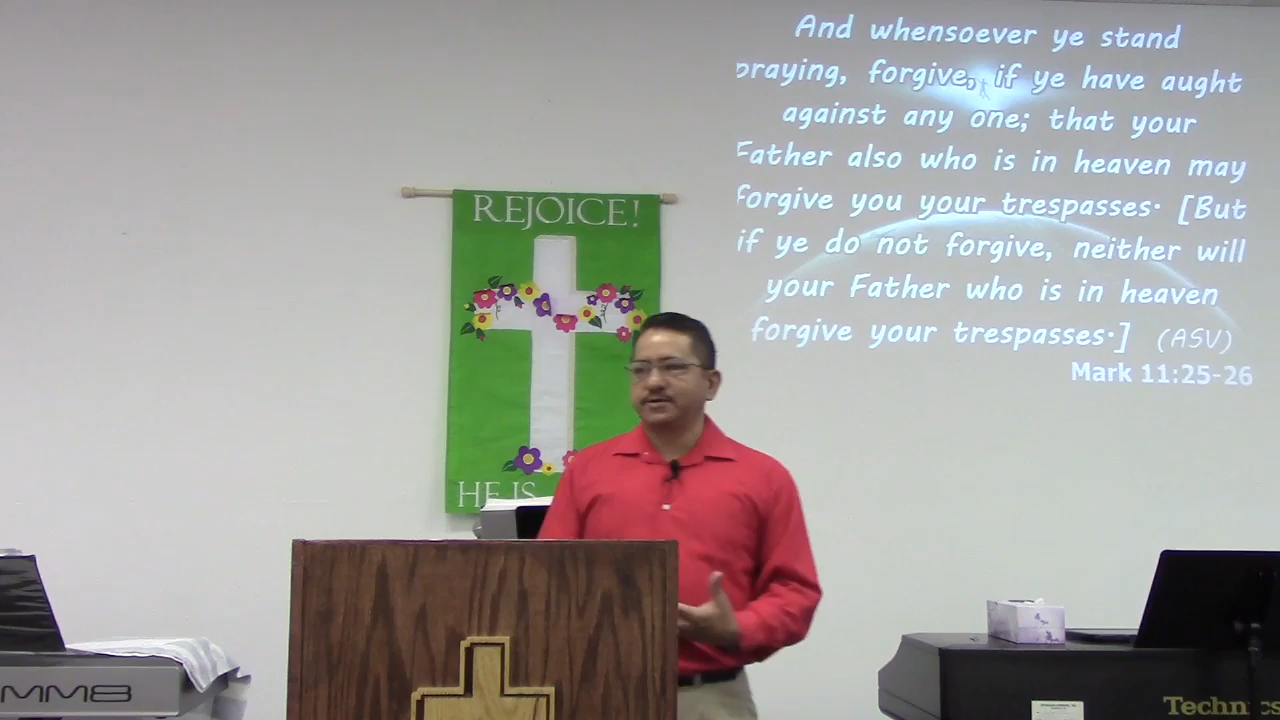 And whensoever ye stand
praying, forgive, if ye have aught
against any one; that your
Father also who is in heaven may
forgive you your trespasses. [But
if ye do not forgive, neither will
your Father who is in heaven
forgive your trespasses.] (ASV)
Mark 11:25-26
REJOICE!
HE IS
MM8
Technics